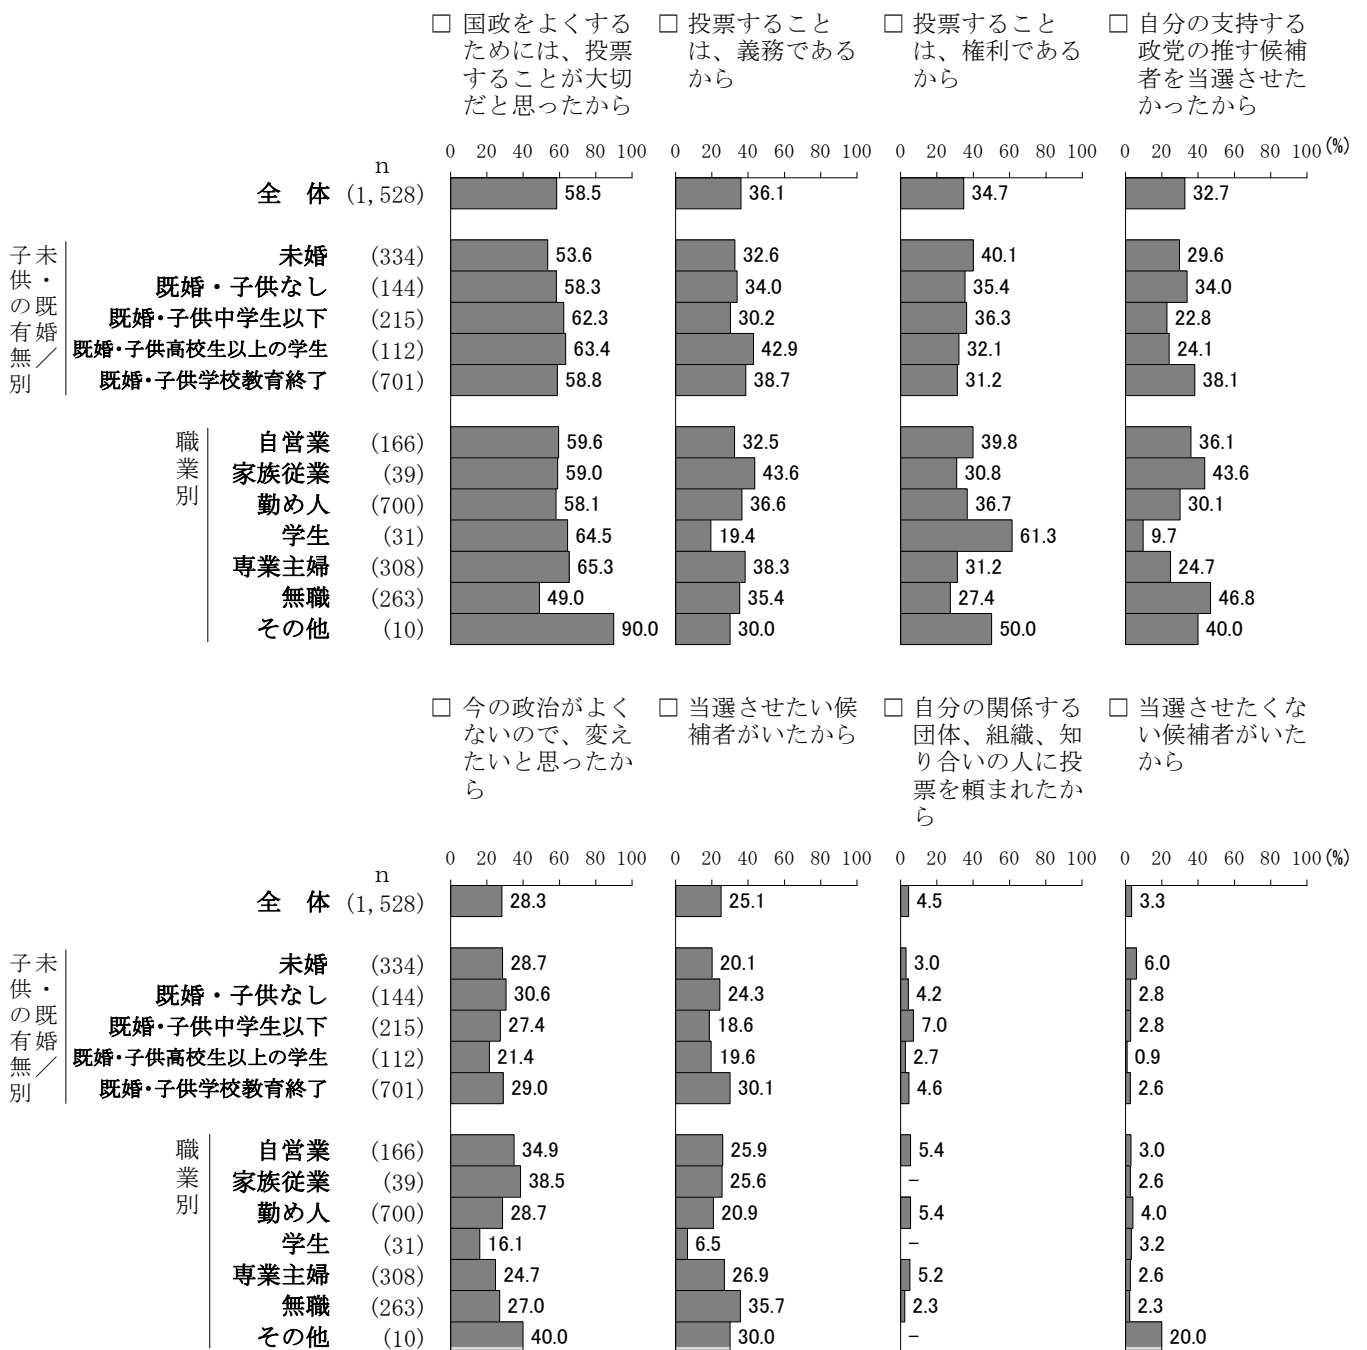 □ 国政をよくする
ためには、投票
することが大切
だと思ったから
□ 投票すること
は、義務である
から
□ 投票すること
は、権利である
から
□ 自分の支持する
政党の推す候補
者を当選させた
かったから
0 20 40 60 80 100 0 20 40 60 80 100 0 20 40 60 80 100 0 20 40 60 80 100 (%)
n
全 体 (1,528) 58.5 36.1 34.7 32.7
未・既婚／
子供の有無別
未婚 (334) 53.6 32.6 40.1 29.6
既婚・子供なし (144) 58.3 34.0 35.4 34.0
既婚・子供中学生以下 (215) 62.3 30.2 36.3 22.8
既婚・子供高校生以上の学生 (112) 63.4 42.9 32.1 24.1
既婚・子供学校教育終了 (701) 58.8 38.7 31.2 38.1
職業別
自営業 (166) 59.6 32.5 39.8 36.1
家族従業 (39) 59.0 43.6 30.8 43.6
勤め人 (700) 58.1 36.6 36.7 30.1
学生 (31) 64.5 19.4 61.3 9.7
専業主婦 (308) 65.3 38.3 31.2 24.7
無職 (263) 49.0 35.4 27.4 46.8
その他 (10) 90.0 30.0 50.0 40.0
□ 今の政治がよく
ないので、変え
たいと思ったか
ら
□ 当選させたい候
補者がいたから
□ 自分の関係する
団体、組織、知
り合いの人に投
票を頼まれたか
ら
□ 当選させたくな
い候補者がいた
から
0 20 40 60 80 100 0 20 40 60 80 100 0 20 40 60 80 100 0 20 40 60 80 100 (%)
n
全 体 (1,528) 28.3 25.1 4.5 3.3
未・既婚／
子供の有無別
未婚 (334) 28.7 20.1 3.0 6.0
既婚・子供なし (144) 30.6 24.3 4.2 2.8
既婚・子供中学生以下 (215) 27.4 18.6 7.0 2.8
既婚・子供高校生以上の学生 (112) 21.4 19.6 2.7 0.9
既婚・子供学校教育終了 (701) 29.0 30.1 4.6 2.6
職業別
自営業 (166) 34.9 25.9 5.4 3.0
家族従業 (39) 38.5 25.6 - 2.6
勤め人 (700) 28.7 20.9 5.4 4.0
学生 (31) 16.1 6.5 - 3.2
専業主婦 (308) 24.7 26.9 5.2 2.6
無職 (263) 27.0 35.7 2.3 2.3
その他 (10) 40.0 30.0 - 20.0